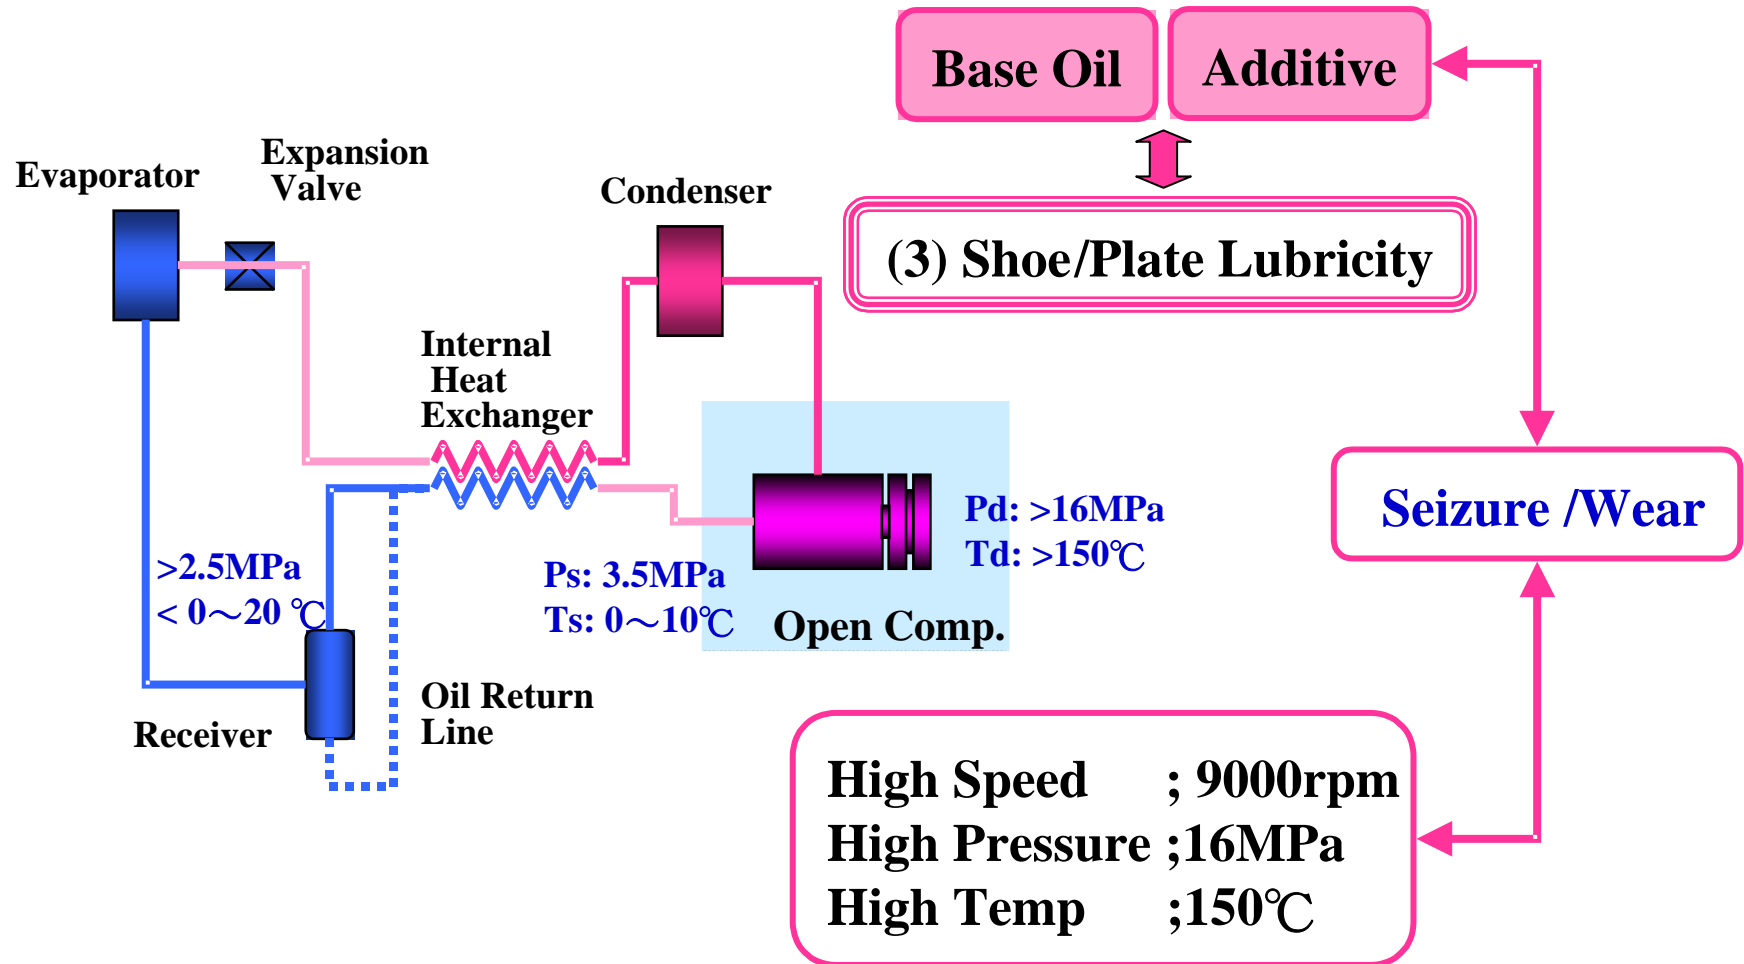 Base Oil
Additive
Evaporator
Expansion
Valve
Condenser
(3) Shoe/Plate Lubricity
Internal
Heat
Exchanger
>2.5MPa
< 0～20 ℃
Ps: 3.5MPa
Ts: 0～10℃
Pd: >16MPa
Td: >150℃
Open Comp.
Seizure /Wear
Receiver
Oil Return
Line
High Speed ; 9000rpm
High Pressure ;16MPa
High Temp ;150℃